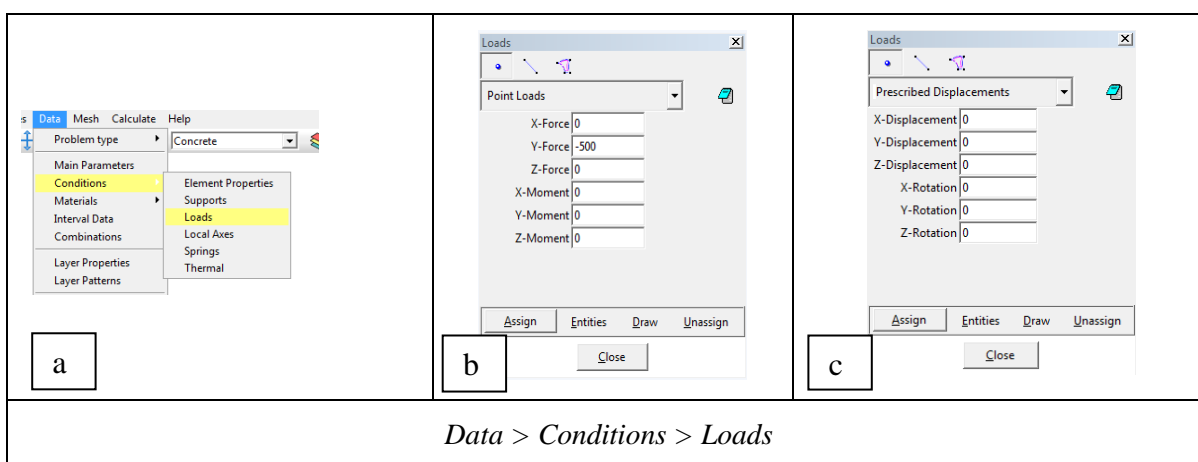 s Data Mesh Calculate Help
Problem type
Concrete
Main Parameters
Conditions
Materials
Interval Data
Combinations
Layer Properties
Layer Patterns
Element Properties
Supports
Loads
Local Axes
Springs
Thermal
a
Loads
Point Loads
X-Force 0
Y-Force -500
Z-Force 0
X-Moment 0
Y-Moment 0
Z-Moment 0
Assign Entities Draw Unassign
Close
b
Loads
Prescribed Displacements
X-Displacement 0
Y-Displacement 0
Z-Displacement 0
X-Rotation 0
Y-Rotation 0
Z-Rotation 0
Assign Entities Draw Unassign
Close
c
Data > Conditions > Loads